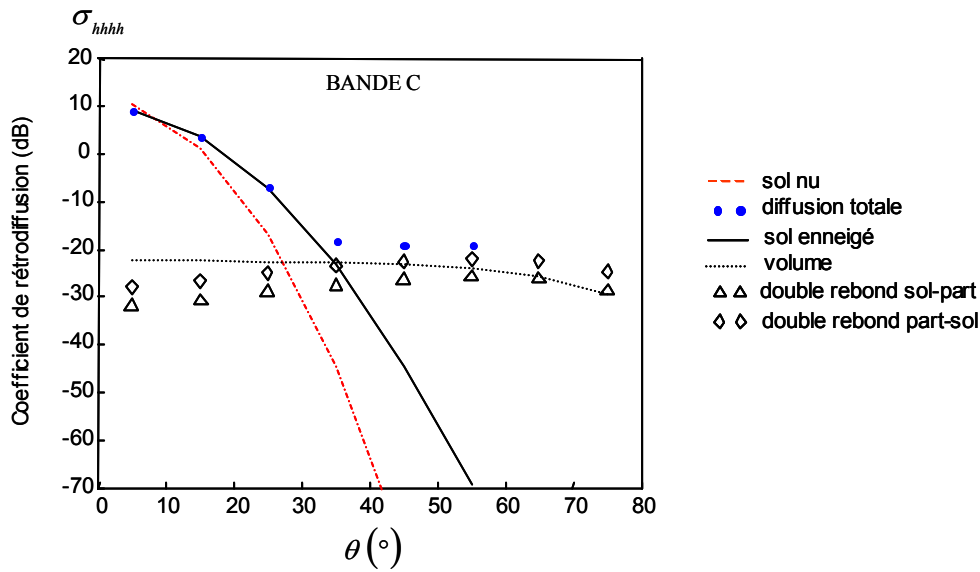 σhhhh
BANDE C
Coefficient de rétrodiffusion (dB)
20
10
0
-10
-20
-30
-40
-50
-60
-70
0 10 20 30 40 50 60 70 80
θ (°)
sol nu
diffusion totale
sol enneigé
volume
double rebond sol-part
double rebond part-sol